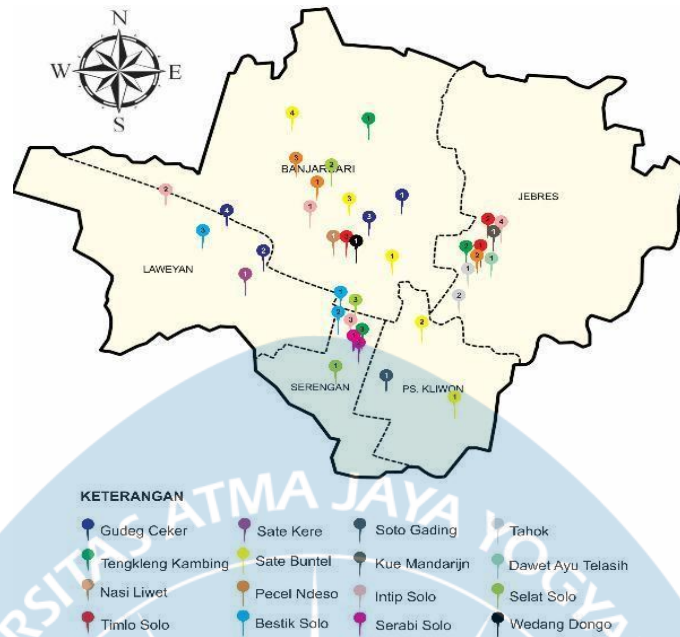 N
W E
S
BANJARSARI
JEBRES
LAWEYAN
SERENGAN
PS. KLIWON
KETERANGAN
Gudeg Ceker
Sate Kere
Soto Gading
Tahok
Tengkleng Kambing
Sate Buntel
Kue Mandarijn
Dawet Ayu Telasih
Nasi Liwet
Pecel Ndeso
Intip Solo
Selat Solo
Timlo Solo
Bestik Solo
Serabi Solo
Wedang Dongo
ATMA JAYA